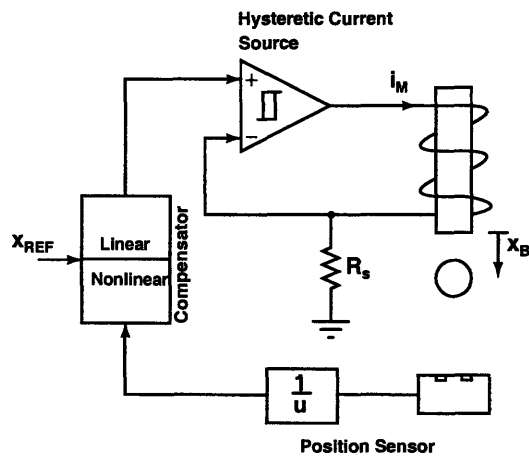 Hysteretic Current
Source
+
−
i_M
X_REF
Linear
Nonlinear
Compensator
R_s
X_B
1
u
Position Sensor